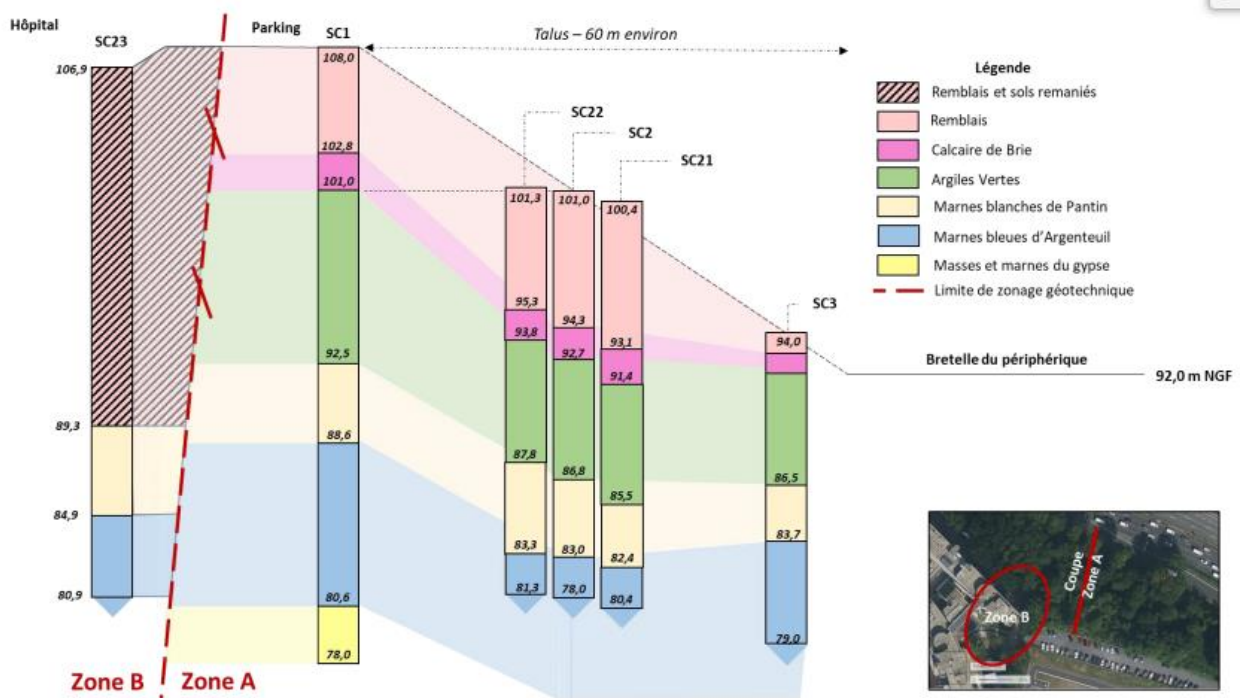 Hôpital
SC23
Parking
SC1
Talus – 60 m environ
SC22
SC2
SC21
SC3
106,9
89,3
84,9
80,9
108,0
102,8
101,0
92,5
88,6
80,6
78,0
101,3
95,3
93,8
87,8
83,3
81,3
101,0
94,3
92,7
86,8
83,0
78,0
100,4
93,1
91,4
85,5
82,4
80,4
94,0
86,5
83,7
79,0
Légende
Remblais et sols remaniés
Remblais
Calcaire de Brie
Argiles Vertes
Marnes blanches de Pantin
Marnes bleues d'Argenteuil
Masses et marnes du gypse
Limite de zonage géotechnique
Bretelle du périphérique
92,0 m NGF
Zone B
Zone A
Zone B
Coupe
Zone A